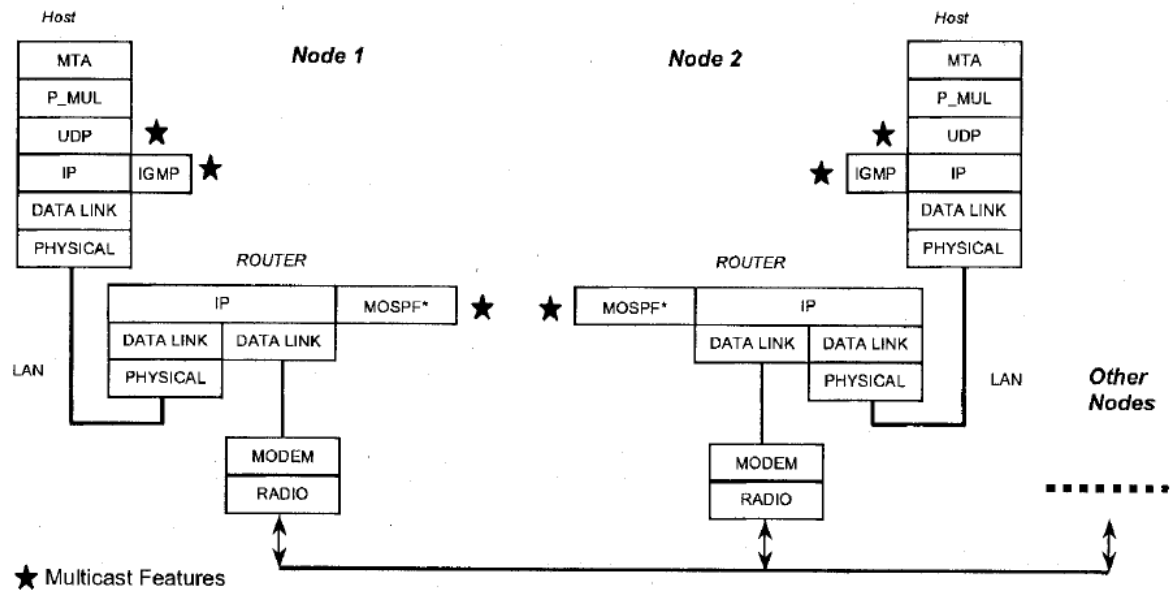 Host
Host
Node 1
Node 2
MTA
MTA
P_MUL
P_MUL
UDP
UDP
IP
IGMP
IGMP
IP
DATA LINK
DATA LINK
PHYSICAL
PHYSICAL
ROUTER
ROUTER
IP
MOSPF*
MOSPF*
IP
DATA LINK
DATA LINK
DATA LINK
DATA LINK
LAN
PHYSICAL
PHYSICAL
LAN
Other
Nodes
MODEM
MODEM
RADIO
RADIO
★ Multicast Features